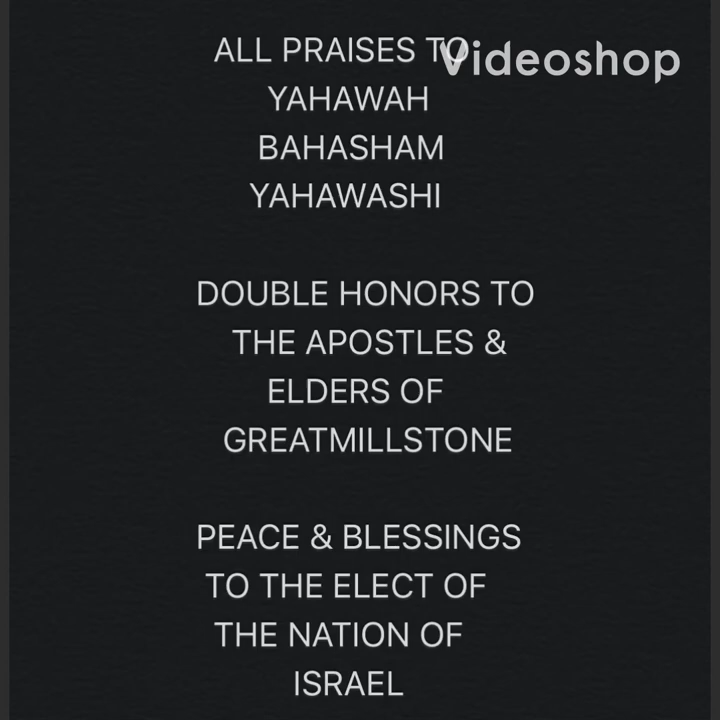 ALL PRAISES TO
Videoshop
YAHAWAH
BAHASHAM
YAHAWASHI
DOUBLE HONORS TO
THE APOSTLES &
ELDERS OF
GREATMILLSTONE
PEACE & BLESSINGS
TO THE ELECT OF
THE NATION OF
ISRAEL